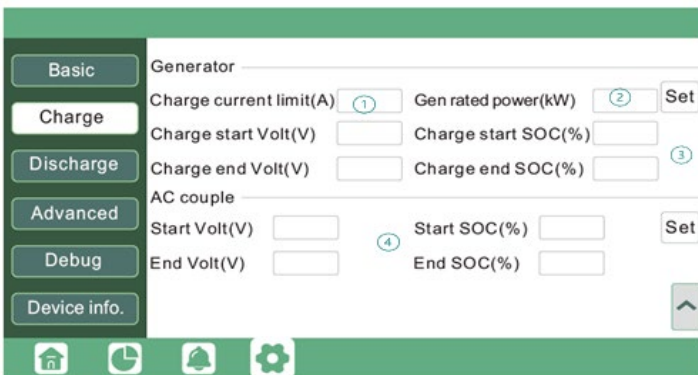 Basic
Charge
Discharge
Advanced
Debug
Device info.
Generator
Charge current limit(A) ① Gen rated power(kW) ② Set
Charge start Volt(V) Charge start SOC(%)
Charge end Volt(V) Charge end SOC(%) ③
AC couple
Start Volt(V) Start SOC(%) Set
④
End Volt(V) End SOC(%)